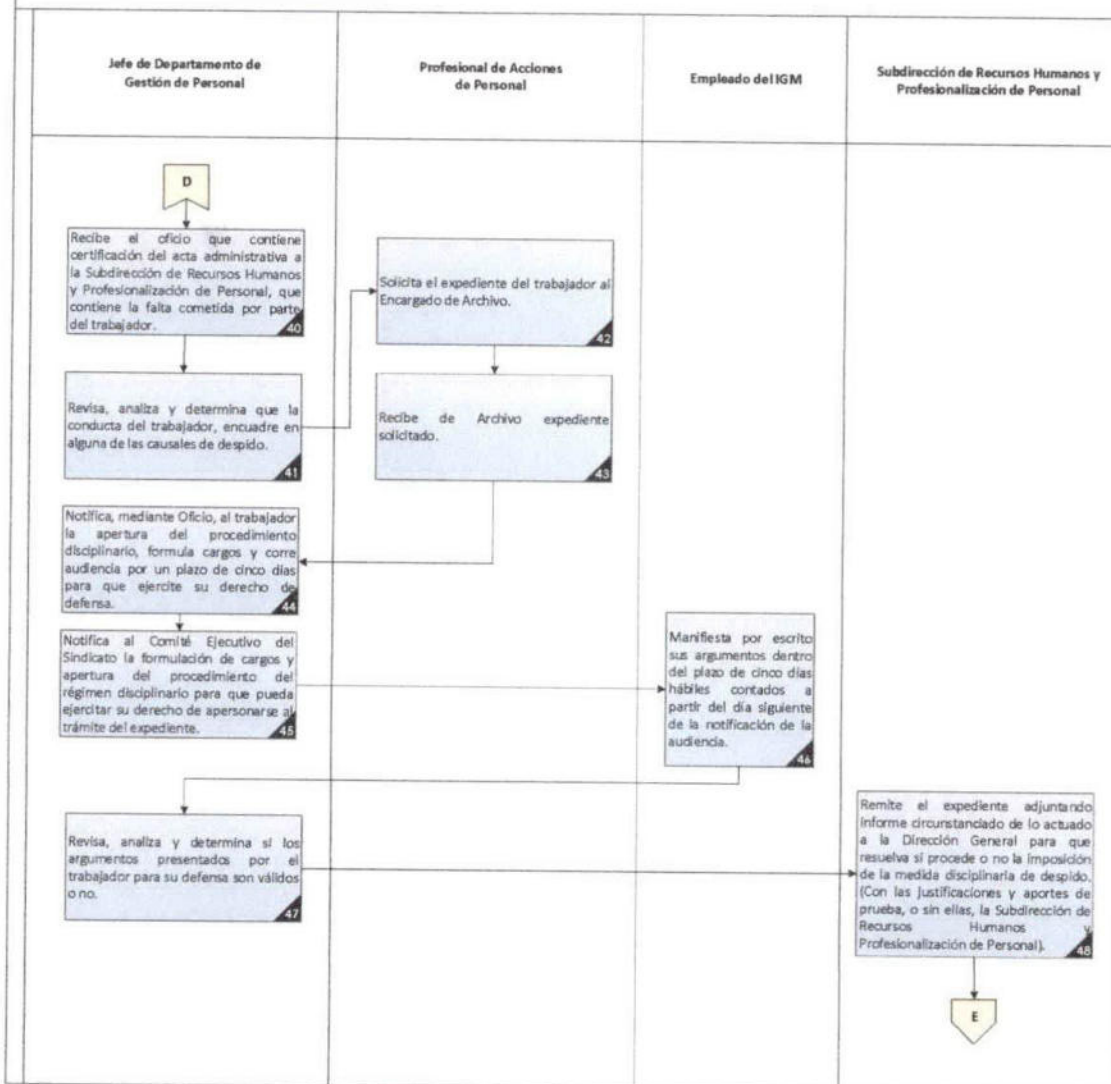 Jefe de Departamento de
Gestión de Personal
Profesional de Acciones
de Personal
Empleado del IGM
Subdirección de Recursos Humanos y
Profesionalización de Personal
D
Recibe el oficio que contiene
certificación del acta administrativa a
la Subdirección de Recursos Humanos
y Profesionalización de Personal, que
contiene la falta cometida por parte
del trabajador.
40
Revisa, analiza y determina que la
conducta del trabajador, encuadre en
alguna de las causales de despido.
41
Solicita el expediente del trabajador al
Encargado de Archivo.
42
Recibe de Archivo expediente
solicitado.
43
Notifica, mediante Oficio, al trabajador
la apertura del procedimiento
disciplinario, formula cargos y corre
audiencia por un plazo de cinco días
para que ejercite su derecho de
defensa.
44
Notifica al Comité Ejecutivo del
Sindicato la formulación de cargos y
apertura del procedimiento del
régimen disciplinario para que pueda
ejercitar su derecho de apersonarse al
trámite del expediente.
45
Manifiesta por escrito
sus argumentos dentro
del plazo de cinco días
hábiles contados a
partir del día siguiente
de la notificación de la
audiencia.
46
Revisa, analiza y determina si los
argumentos presentados por el
trabajador para su defensa son válidos
o no.
47
Remite el expediente adjuntando
Informe circunstanciado de lo actuado
a la Dirección General para que
resuelva si procede o no la imposición
de la medida disciplinaria de despido.
(Con las Justificaciones y aportes de
prueba, o sin ellas, la Subdirección de
Recursos Humanos y
Profesionalización de Personal).
48
E